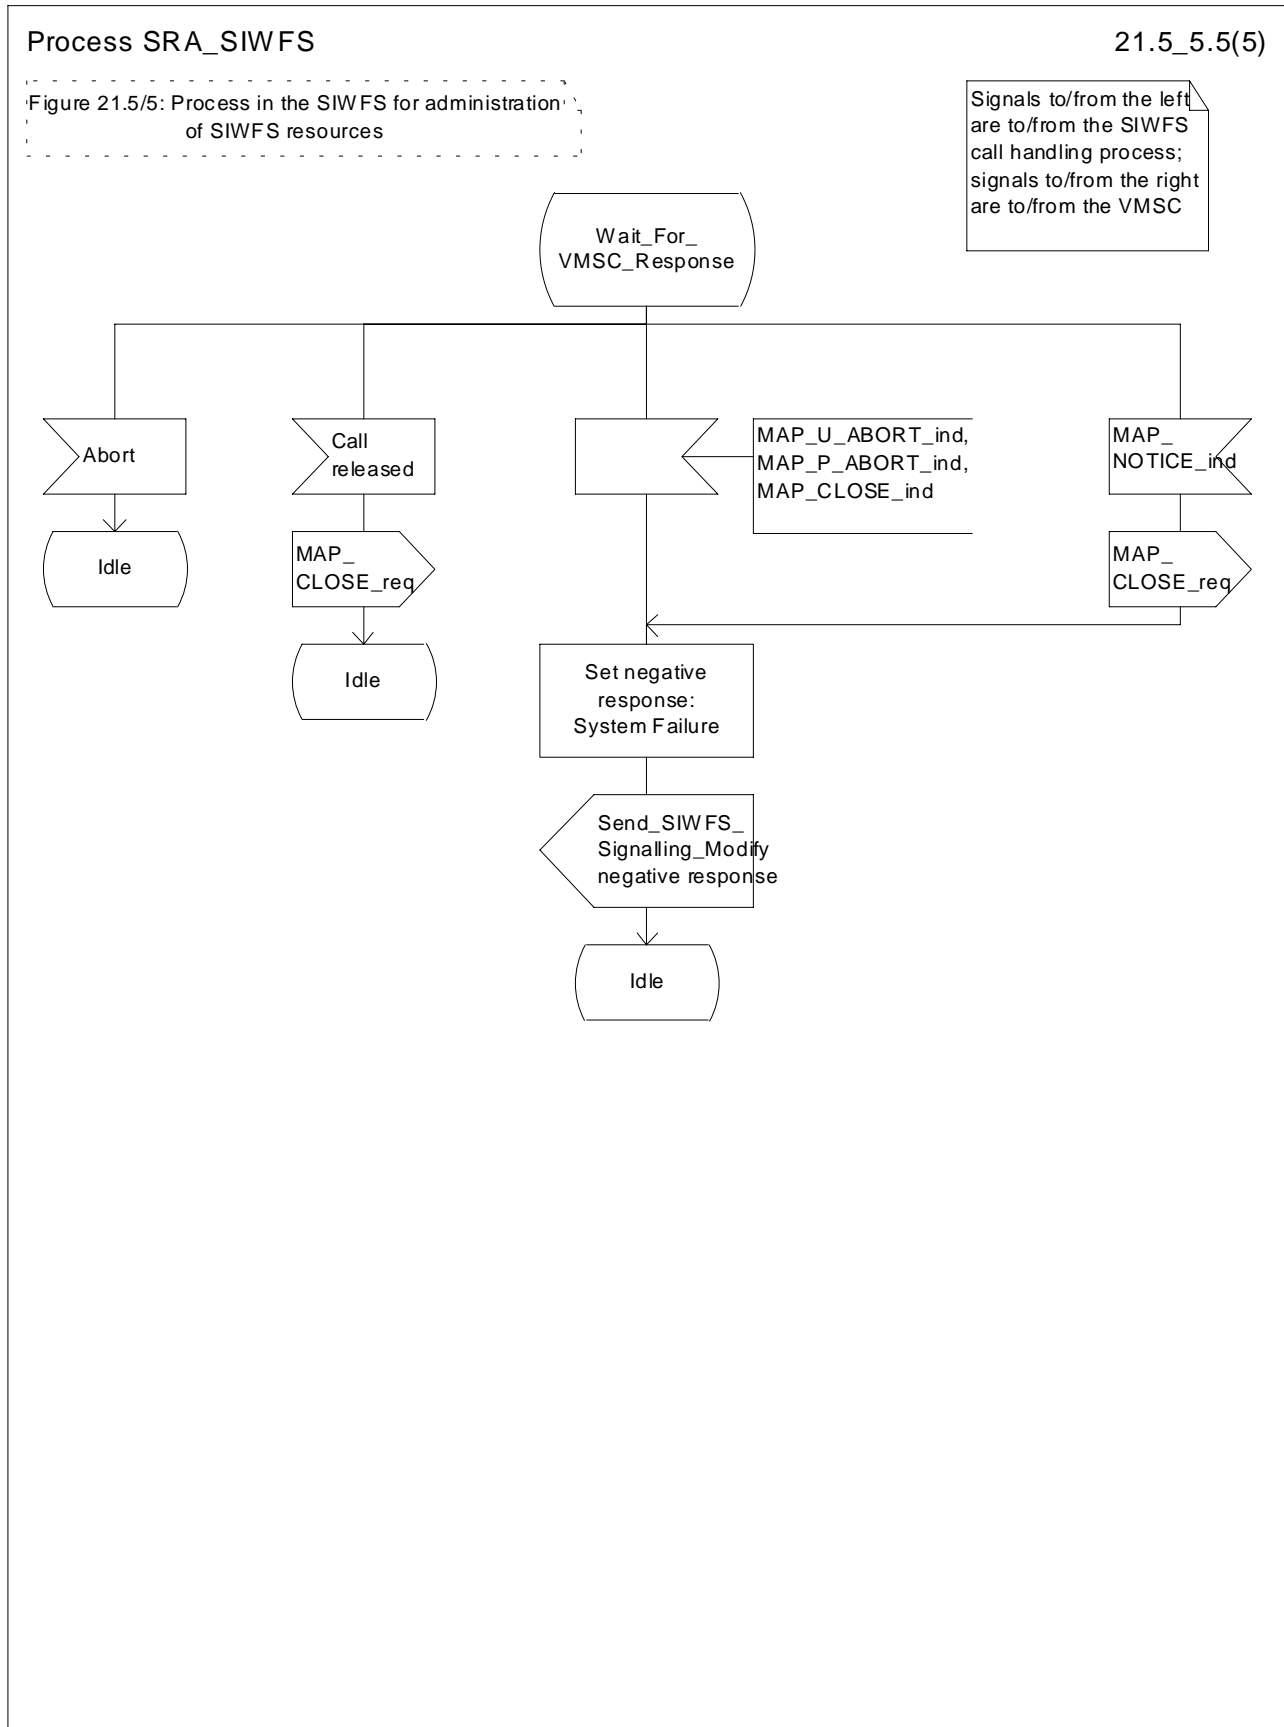 Process SRA_SIWFS
21.5_5.5(5)
Figure 21.5/5: Process in the SIWFS for administration
of SIWFS resources
Signals to/from the left
are to/from the SIWFS
call handling process;
signals to/from the right
are to/from the VMSC
Wait_For_
VMSC_Response
Abort
Call
released
MAP_U_ABORT_ind,
MAP_P_ABORT_ind,
MAP_CLOSE_ind
MAP_
NOTICE_ind
Idle
MAP_
CLOSE_req
MAP_
CLOSE_req
Idle
Set negative
response:
System Failure
Send_SIWFS_
Signalling_Modify
negative response
Idle